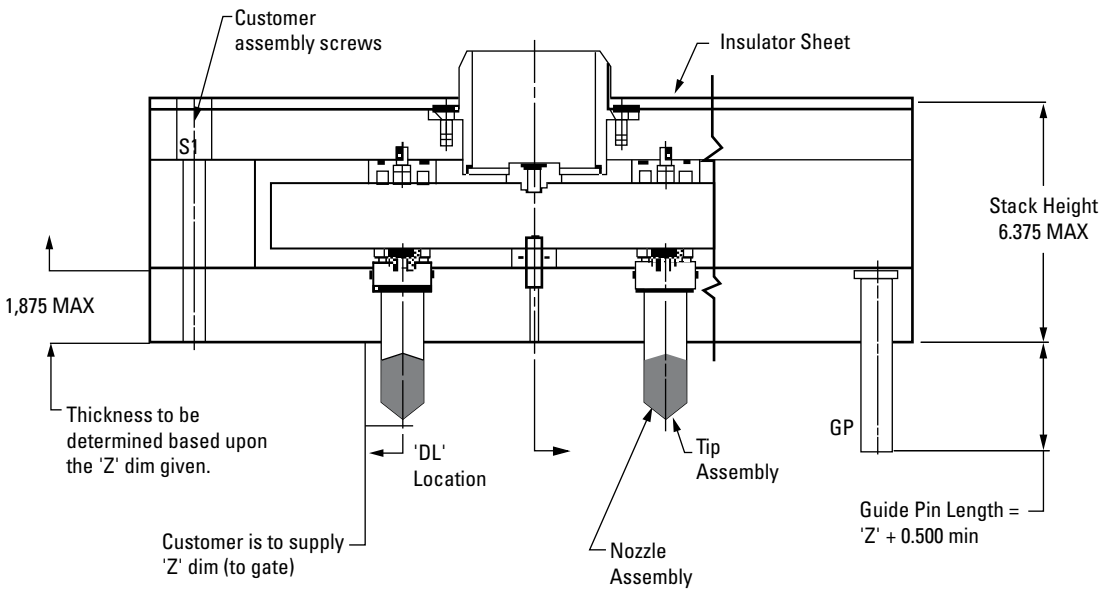 Customer
assembly screws
Insulator Sheet
S1
Stack Height
6.375 MAX
1,875 MAX
Thickness to be
determined based upon
the 'Z' dim given.
'DL'
Location
Tip
Assembly
GP
Guide Pin Length =
'Z' + 0.500 min
Customer is to supply
'Z' dim (to gate)
Nozzle
Assembly